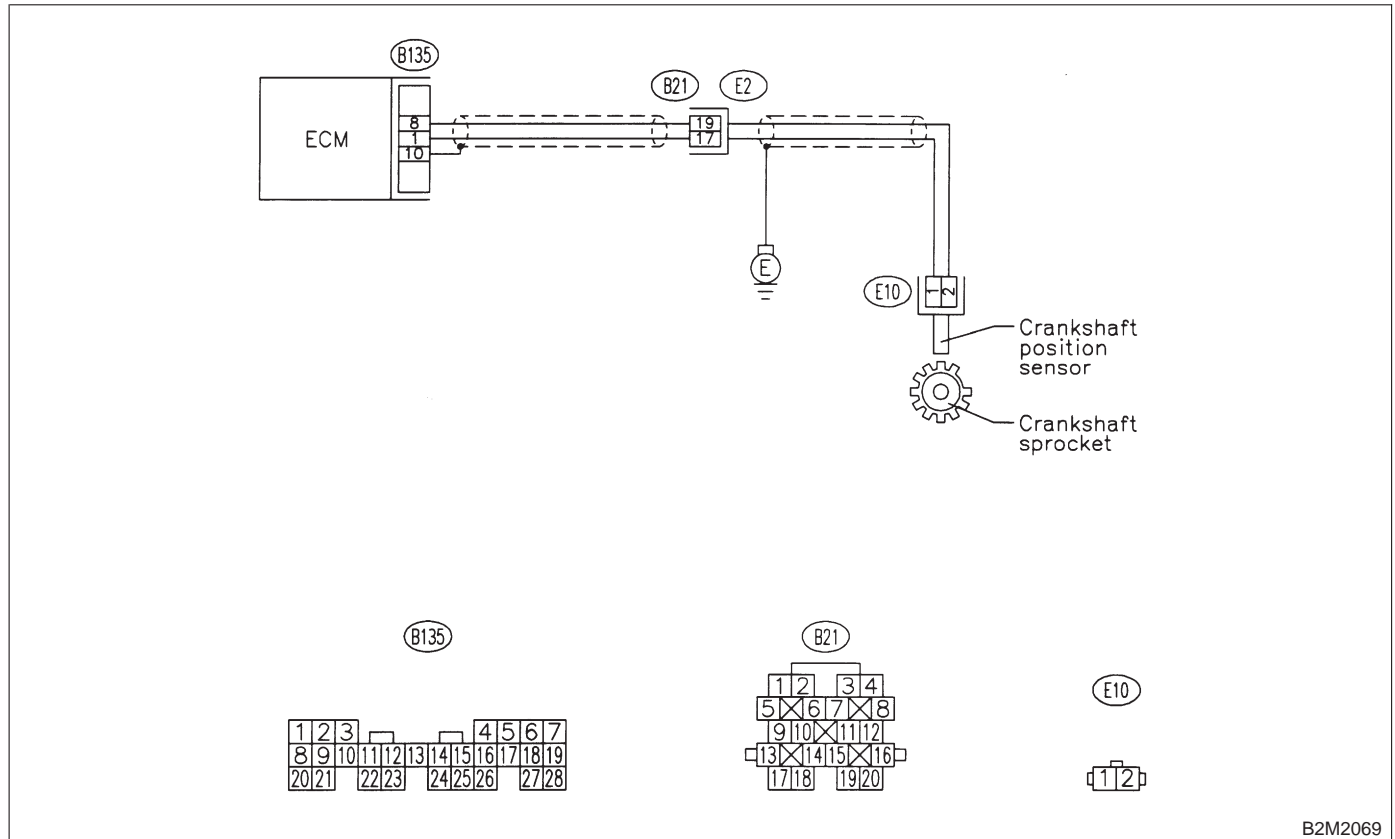 B135
B21 E2
ECM
8
1
10
19
17
E
E10
1 2
Crankshaft
position
sensor
Crankshaft
sprocket
B135
1 2 3 4 5 6 7
8 9 10 11 12 13 14 15 16 17 18 19
20 21 22 23 24 25 26 27 28
B21
1 2 3 4
5 6 7 8
9 10 11 12
13 14 15 16
17 18 19 20
E10
1 2
B2M2069